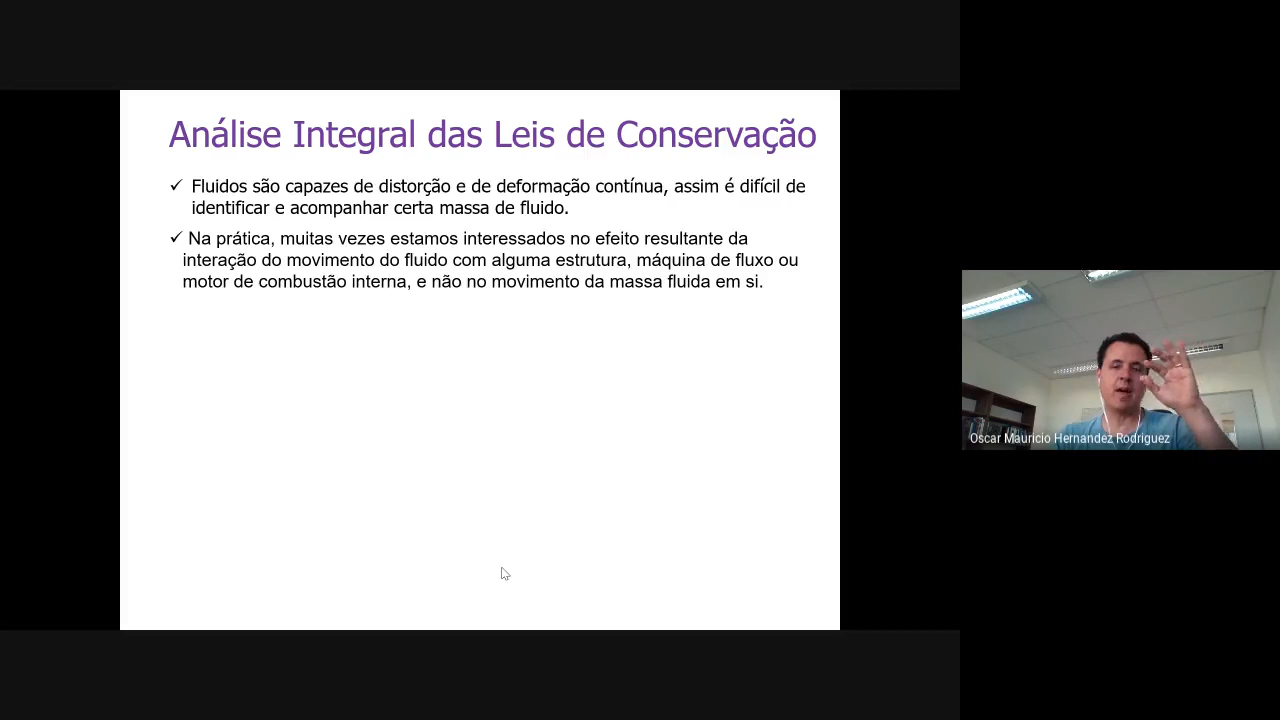 Análise Integral das Leis de Conservação
✓ Fluidos são capazes de distorção e de deformação contínua, assim é difícil de
identificar e acompanhar certa massa de fluido.
✓ Na prática, muitas vezes estamos interessados no efeito resultante da
interação do movimento do fluido com alguma estrutura, máquina de fluxo ou
motor de combustão interna, e não no movimento da massa fluida em si.
Oscar Mauricio Hernandez Rodriguez